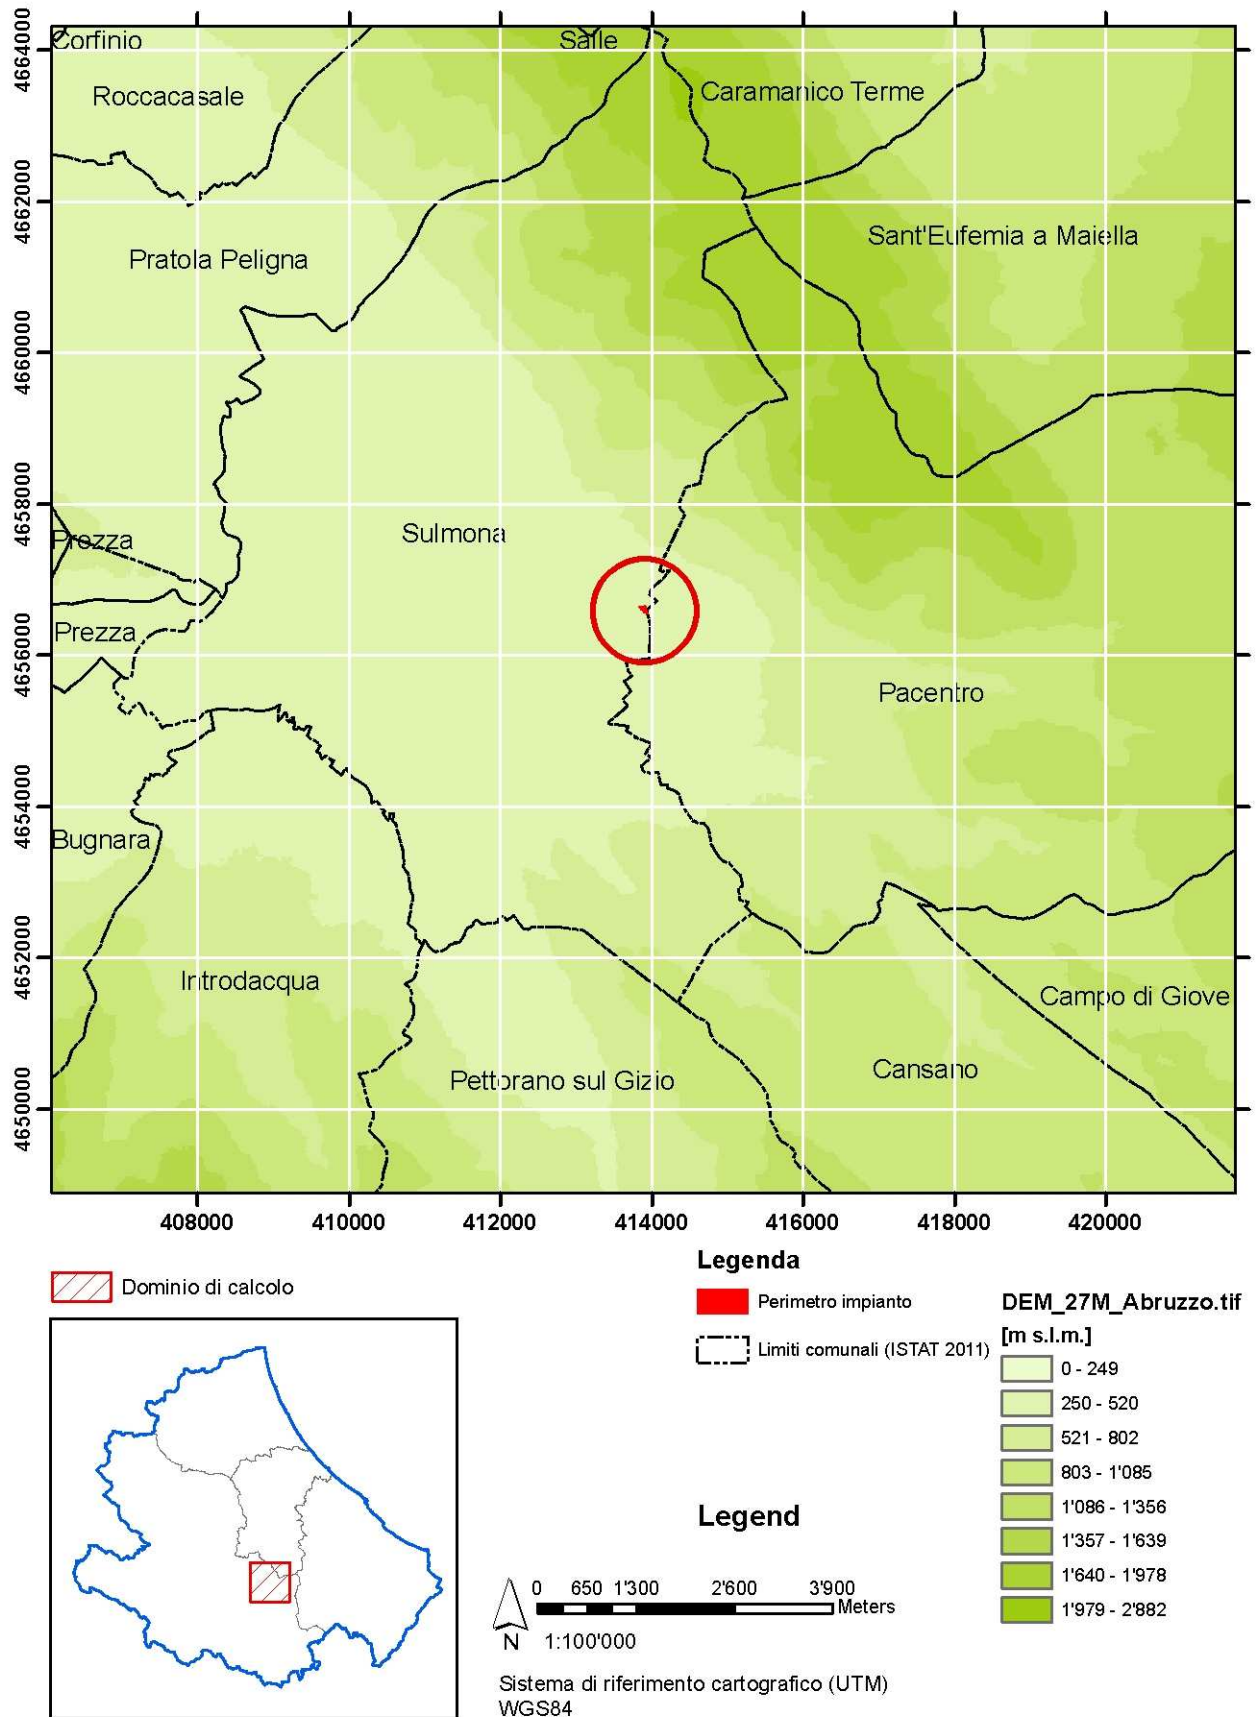 Corfinio
Salle
Roccacasale
Caramanico Terme
Sant'Eufemia a Maiella
Pratola Peligna
Sulmona
Prezza
Prezza
Pacentro
Bugnara
Introdacqua
Campo di Giove
Pettorano sul Gizio
Cansano
4664000
4662000
4660000
4658000
4656000
4654000
4652000
4650000
408000 410000 412000 414000 416000 418000 420000
Dominio di calcolo
Legenda
Perimetro impianto
Limiti comunali (ISTAT 2011)
DEM_27M_Abruzzo.tif
[m s.l.m.]
0 - 249
250 - 520
521 - 802
803 - 1'085
1'086 - 1'356
1'357 - 1'639
1'640 - 1'978
1'979 - 2'882
Legend
0 650 1'300 2'600 3'900
Meters
N
1:100'000
Sistema di riferimento cartografico (UTM)
WGS84